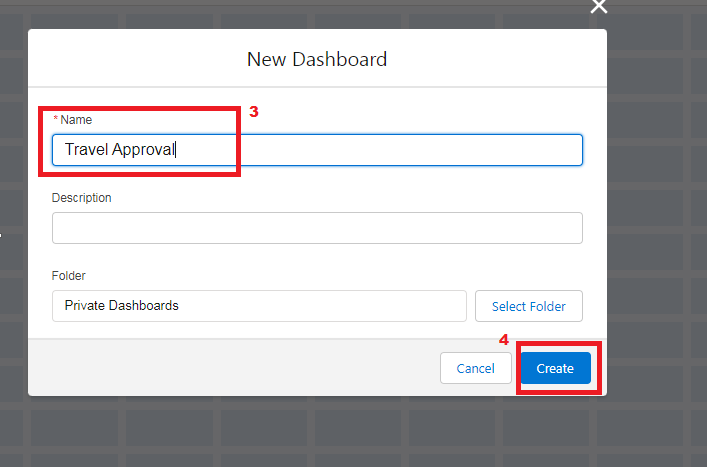 New Dashboard
3
* Name
Travel Approval
Description
Folder
Private Dashboards
Select Folder
4
Cancel
Create